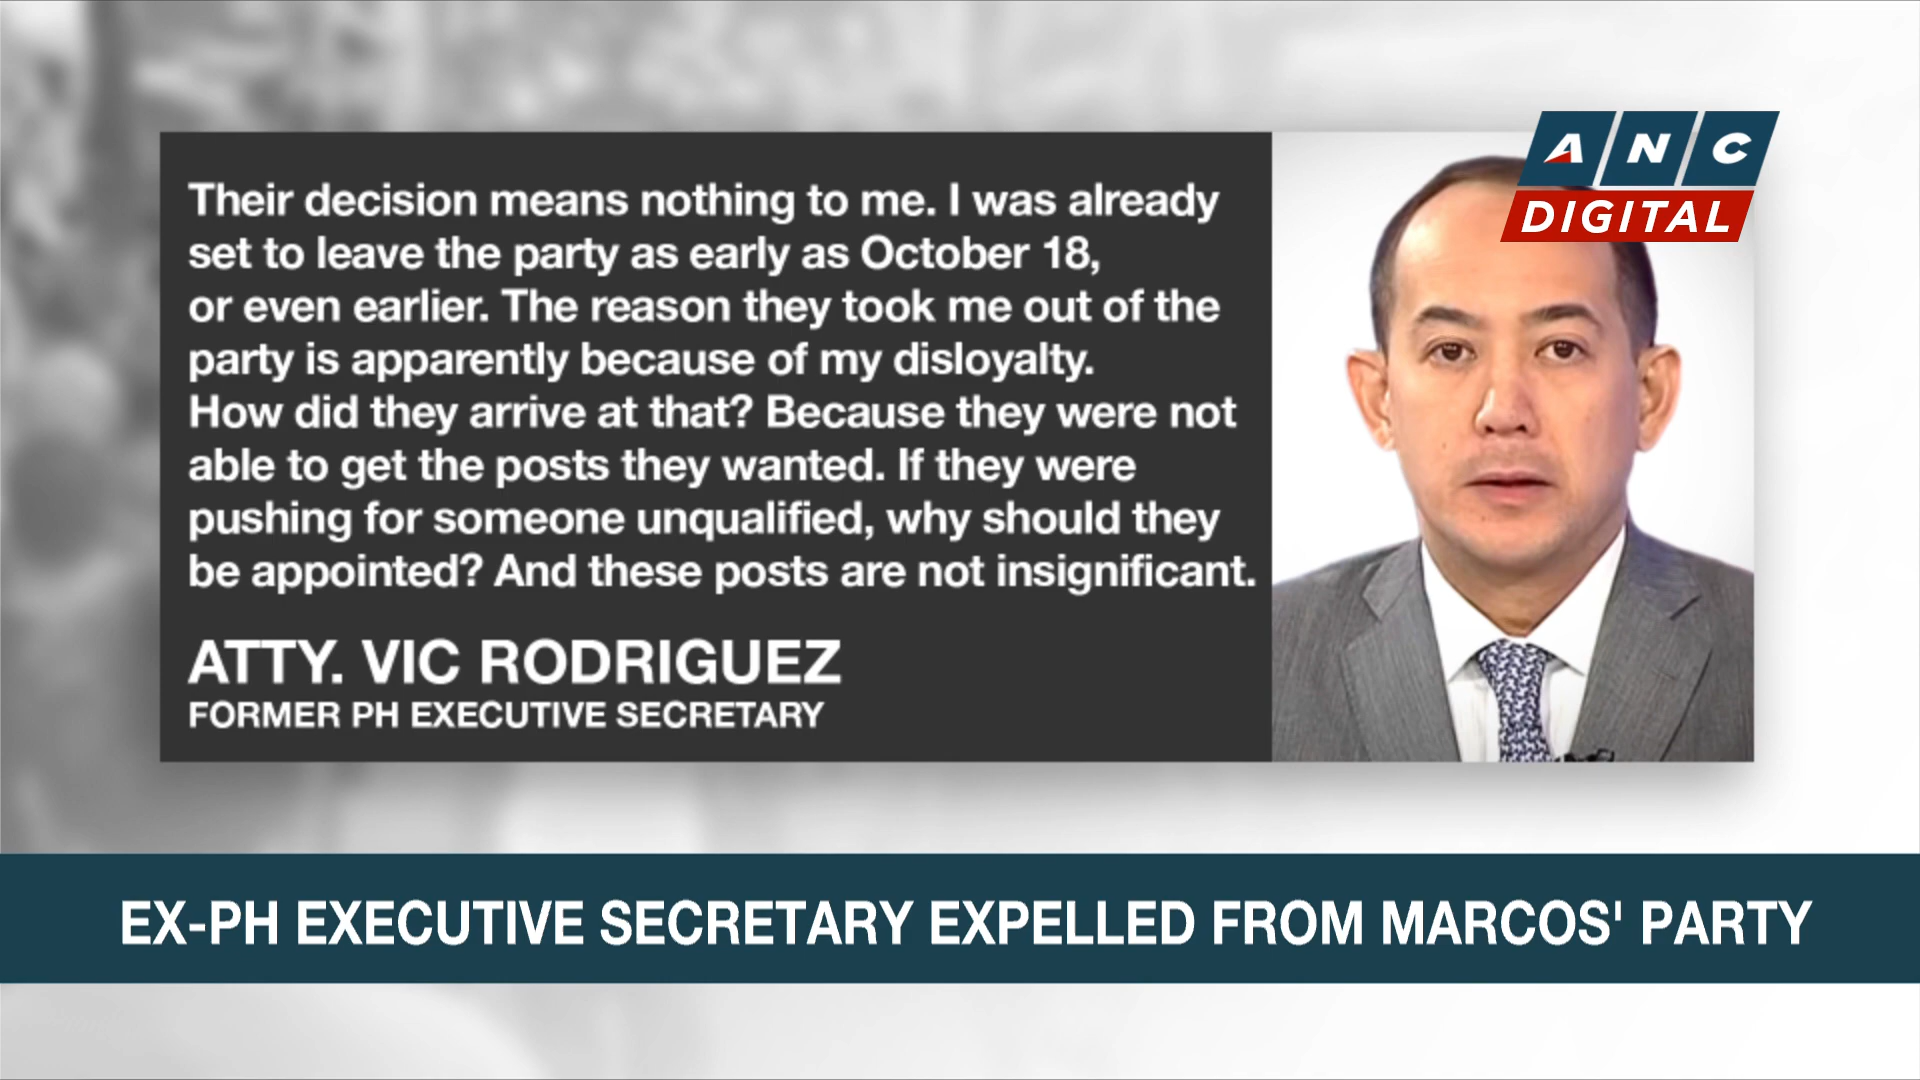 ANC
DIGITAL
Their decision means nothing to me. I was already
set to leave the party as early as October 18,
or even earlier. The reason they took me out of the
party is apparently because of my disloyalty.
How did they arrive at that? Because they were not
able to get the posts they wanted. If they were
pushing for someone unqualified, why should they
be appointed? And these posts are not insignificant.
ATTY. VIC RODRIGUEZ
FORMER PH EXECUTIVE SECRETARY
EX-PH EXECUTIVE SECRETARY EXPELLED FROM MARCOS' PARTY